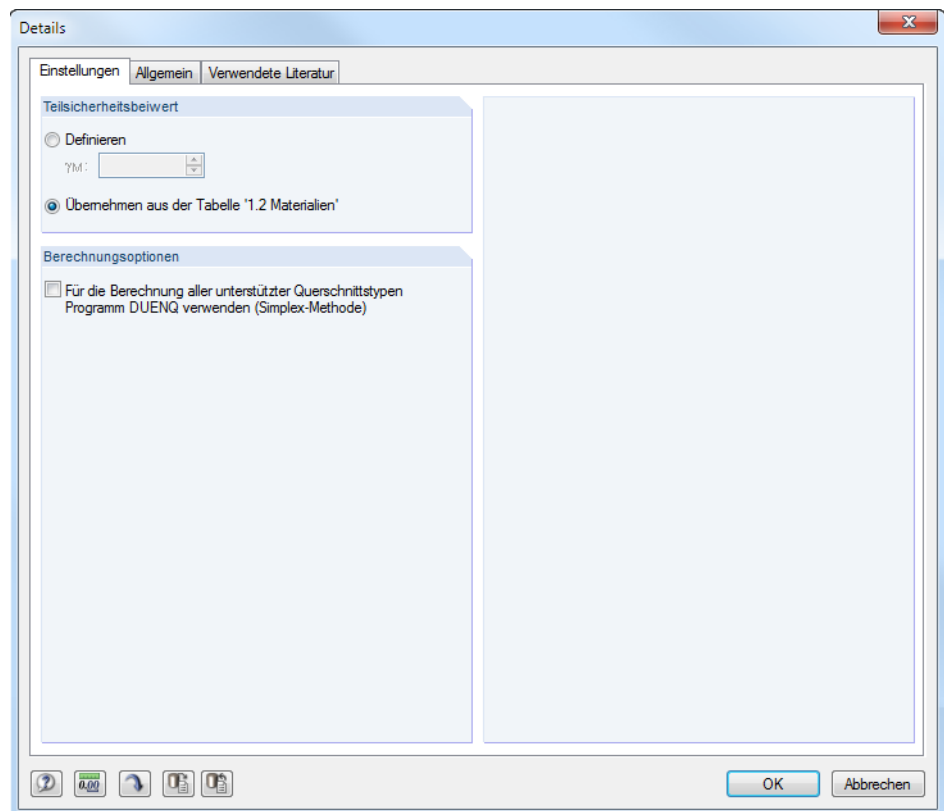 Details
Einstellungen
Allgemein
Verwendete Literatur
Teilsicherheitsbeiwert
Definieren
γM:
Übernehmen aus der Tabelle '1.2 Materialien'
Berechnungsoptionen
Für die Berechnung aller unterstützter Querschnittstypen
Programm DUENQ verwenden (Simplex-Methode)
0.00
OK
Abbrechen